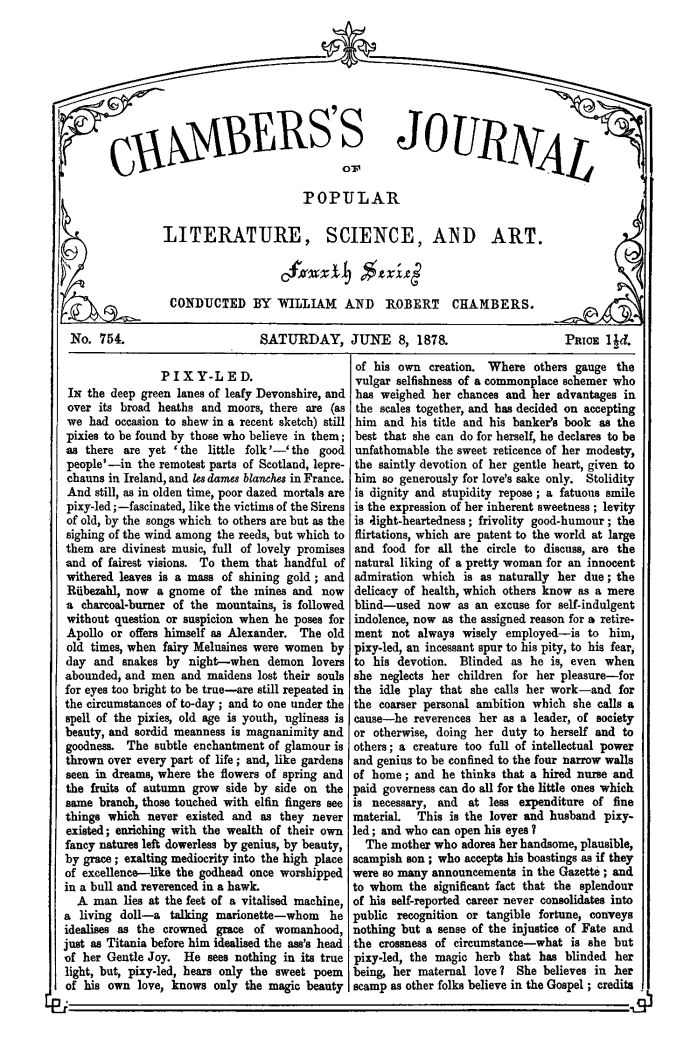 CHAMBERS'S JOURNAL
OF
POPULAR
LITERATURE, SCIENCE, AND ART.
Fourth Series
CONDUCTED BY WILLIAM AND ROBERT CHAMBERS.
No. 754.
SATURDAY, JUNE 8, 1878.
PRICE 1½d.
PIXY-LED.
IN the deep green lanes of leafy Devonshire, and
over its broad heaths and moors, there are (as
we had occasion to shew in a recent sketch) still
pixies to be found by those who believe in them;
as there are yet 'the little folk'—'the good
people'—in the remotest parts of Scotland, lepre-
chauns in Ireland, and les dames blanches in France.
And still, as in olden time, poor dazed mortals are
pixy-led;—fascinated, like the victims of the Sirens
of old, by the songs which to others are but as the
sighing of the wind among the reeds, but which to
them are divinest music, full of lovely promises
and of fairest visions. To them that handful of
withered leaves is a mass of shining gold; and
Rübezahl, now a gnome of the mines and now
a charcoal-burner of the mountains, is followed
without question or suspicion when he poses for
Apollo or offers himself as Alexander. The old
old times, when fairy Melusines were women by
day and snakes by night—when demon lovers
abounded, and men and maidens lost their souls
for eyes too bright to be true—are still repeated in
the circumstances of to-day; and to one under the
spell of the pixies, old age is youth, ugliness is
beauty, and sordid meanness is magnanimity and
goodness. The subtle enchantment of glamour is
thrown over every part of life; and, like gardens
seen in dreams, where the flowers of spring and
the fruits of autumn grow side by side on the
same branch, those touched with elfin fingers see
things which never existed and as they never
existed; enriching with the wealth of their own
fancy natures left dowerless by genius, by beauty,
by grace; exalting mediocrity into the high place
of excellence—like the godhead once worshipped
in a bull and reverenced in a hawk.
A man lies at the feet of a vitalised machine,
a living doll—a talking marionette—whom he
idealises as the crowned grace of womanhood,
just as Titania before him idealised the ass's head
of her Gentle Joy. He sees nothing in its true
light, but, pixy-led, hears only the sweet poem
of his own love, knows only the magic beauty
of his own creation. Where others gauge the
vulgar selfishness of a commonplace schemer who
has weighed her chances and her advantages in
the scales together, and has decided on accepting
him and his title and his banker's book as the
best that she can do for herself, he declares to be
unfathomable the sweet reticence of her modesty,
the saintly devotion of her gentle heart, given to
him so generously for love's sake only. Stolidity
is dignity and stupidity repose; a fatuous smile
is the expression of her inherent sweetness; levity
is light-heartedness; frivolity good-humour; the
flirtations, which are patent to the world at large
and food for all the circle to discuss, are the
natural liking of a pretty woman for an innocent
admiration which is as naturally her due; the
delicacy of health, which others know as a mere
blind—used now as an excuse for self-indulgent
indolence, now as the assigned reason for a retire-
ment not always wisely employed—is to him,
pixy-led, an incessant spur to his pity, to his fear,
to his devotion. Blinded as he is, even when
she neglects her children for her pleasure—for
the idle play that she calls her work—and for
the coarser personal ambition which she calls a
cause—he reverences her as a leader, of society
or otherwise, doing her duty to herself and to
others; a creature too full of intellectual power
and genius to be confined to the four narrow walls
of home; and he thinks that a hired nurse and
paid governess can do all for the little ones which
is necessary, and at less expenditure of fine
material. This is the lover and husband pixy-
led; and who can open his eyes?
The mother who adores her handsome, plausible,
scampish son; who accepts his boastings as if they
were so many announcements in the Gazette; and
to whom the significant fact that the splendour
of his self-reported career never consolidates into
public recognition or tangible fortune, conveys
nothing but a sense of the injustice of Fate and
the crossness of circumstance—what is she but
pixy-led, the magic herb that has blinded her
being, her maternal love? She believes in her
scamp as other folks believe in the Gospel; credits